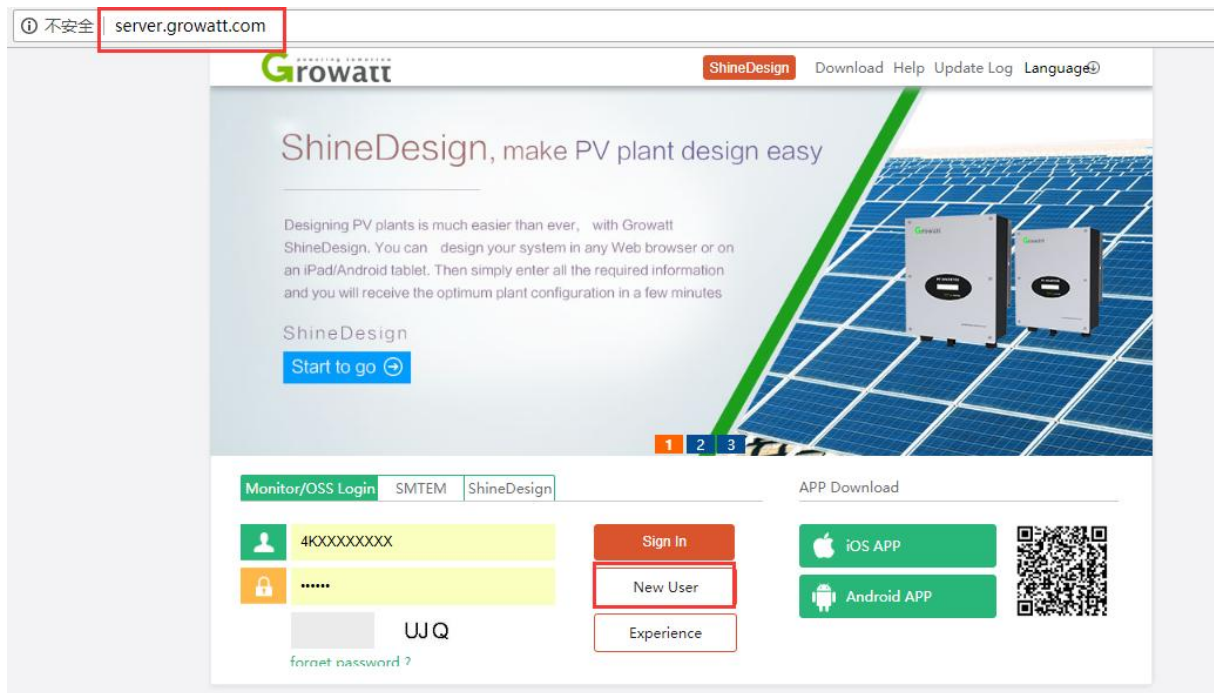 不安全 server.growatt.com
Growatt
ShineDesign Download Help Update Log Language
ShineDesign, make PV plant design easy
Designing PV plants is much easier than ever, with Growatt
ShineDesign. You can design your system in any Web browser or on
an iPad/Android tablet. Then simply enter all the required information
and you will receive the optimum plant configuration in a few minutes
ShineDesign
Start to go
Growatt
Growatt
1 2 3
Monitor/OSS Login SMTEM ShineDesign
APP Download
4KXXXXXXXXX
Sign In
iOS APP
••••••
New User
Android APP
UJQ
Experience
forget password ?